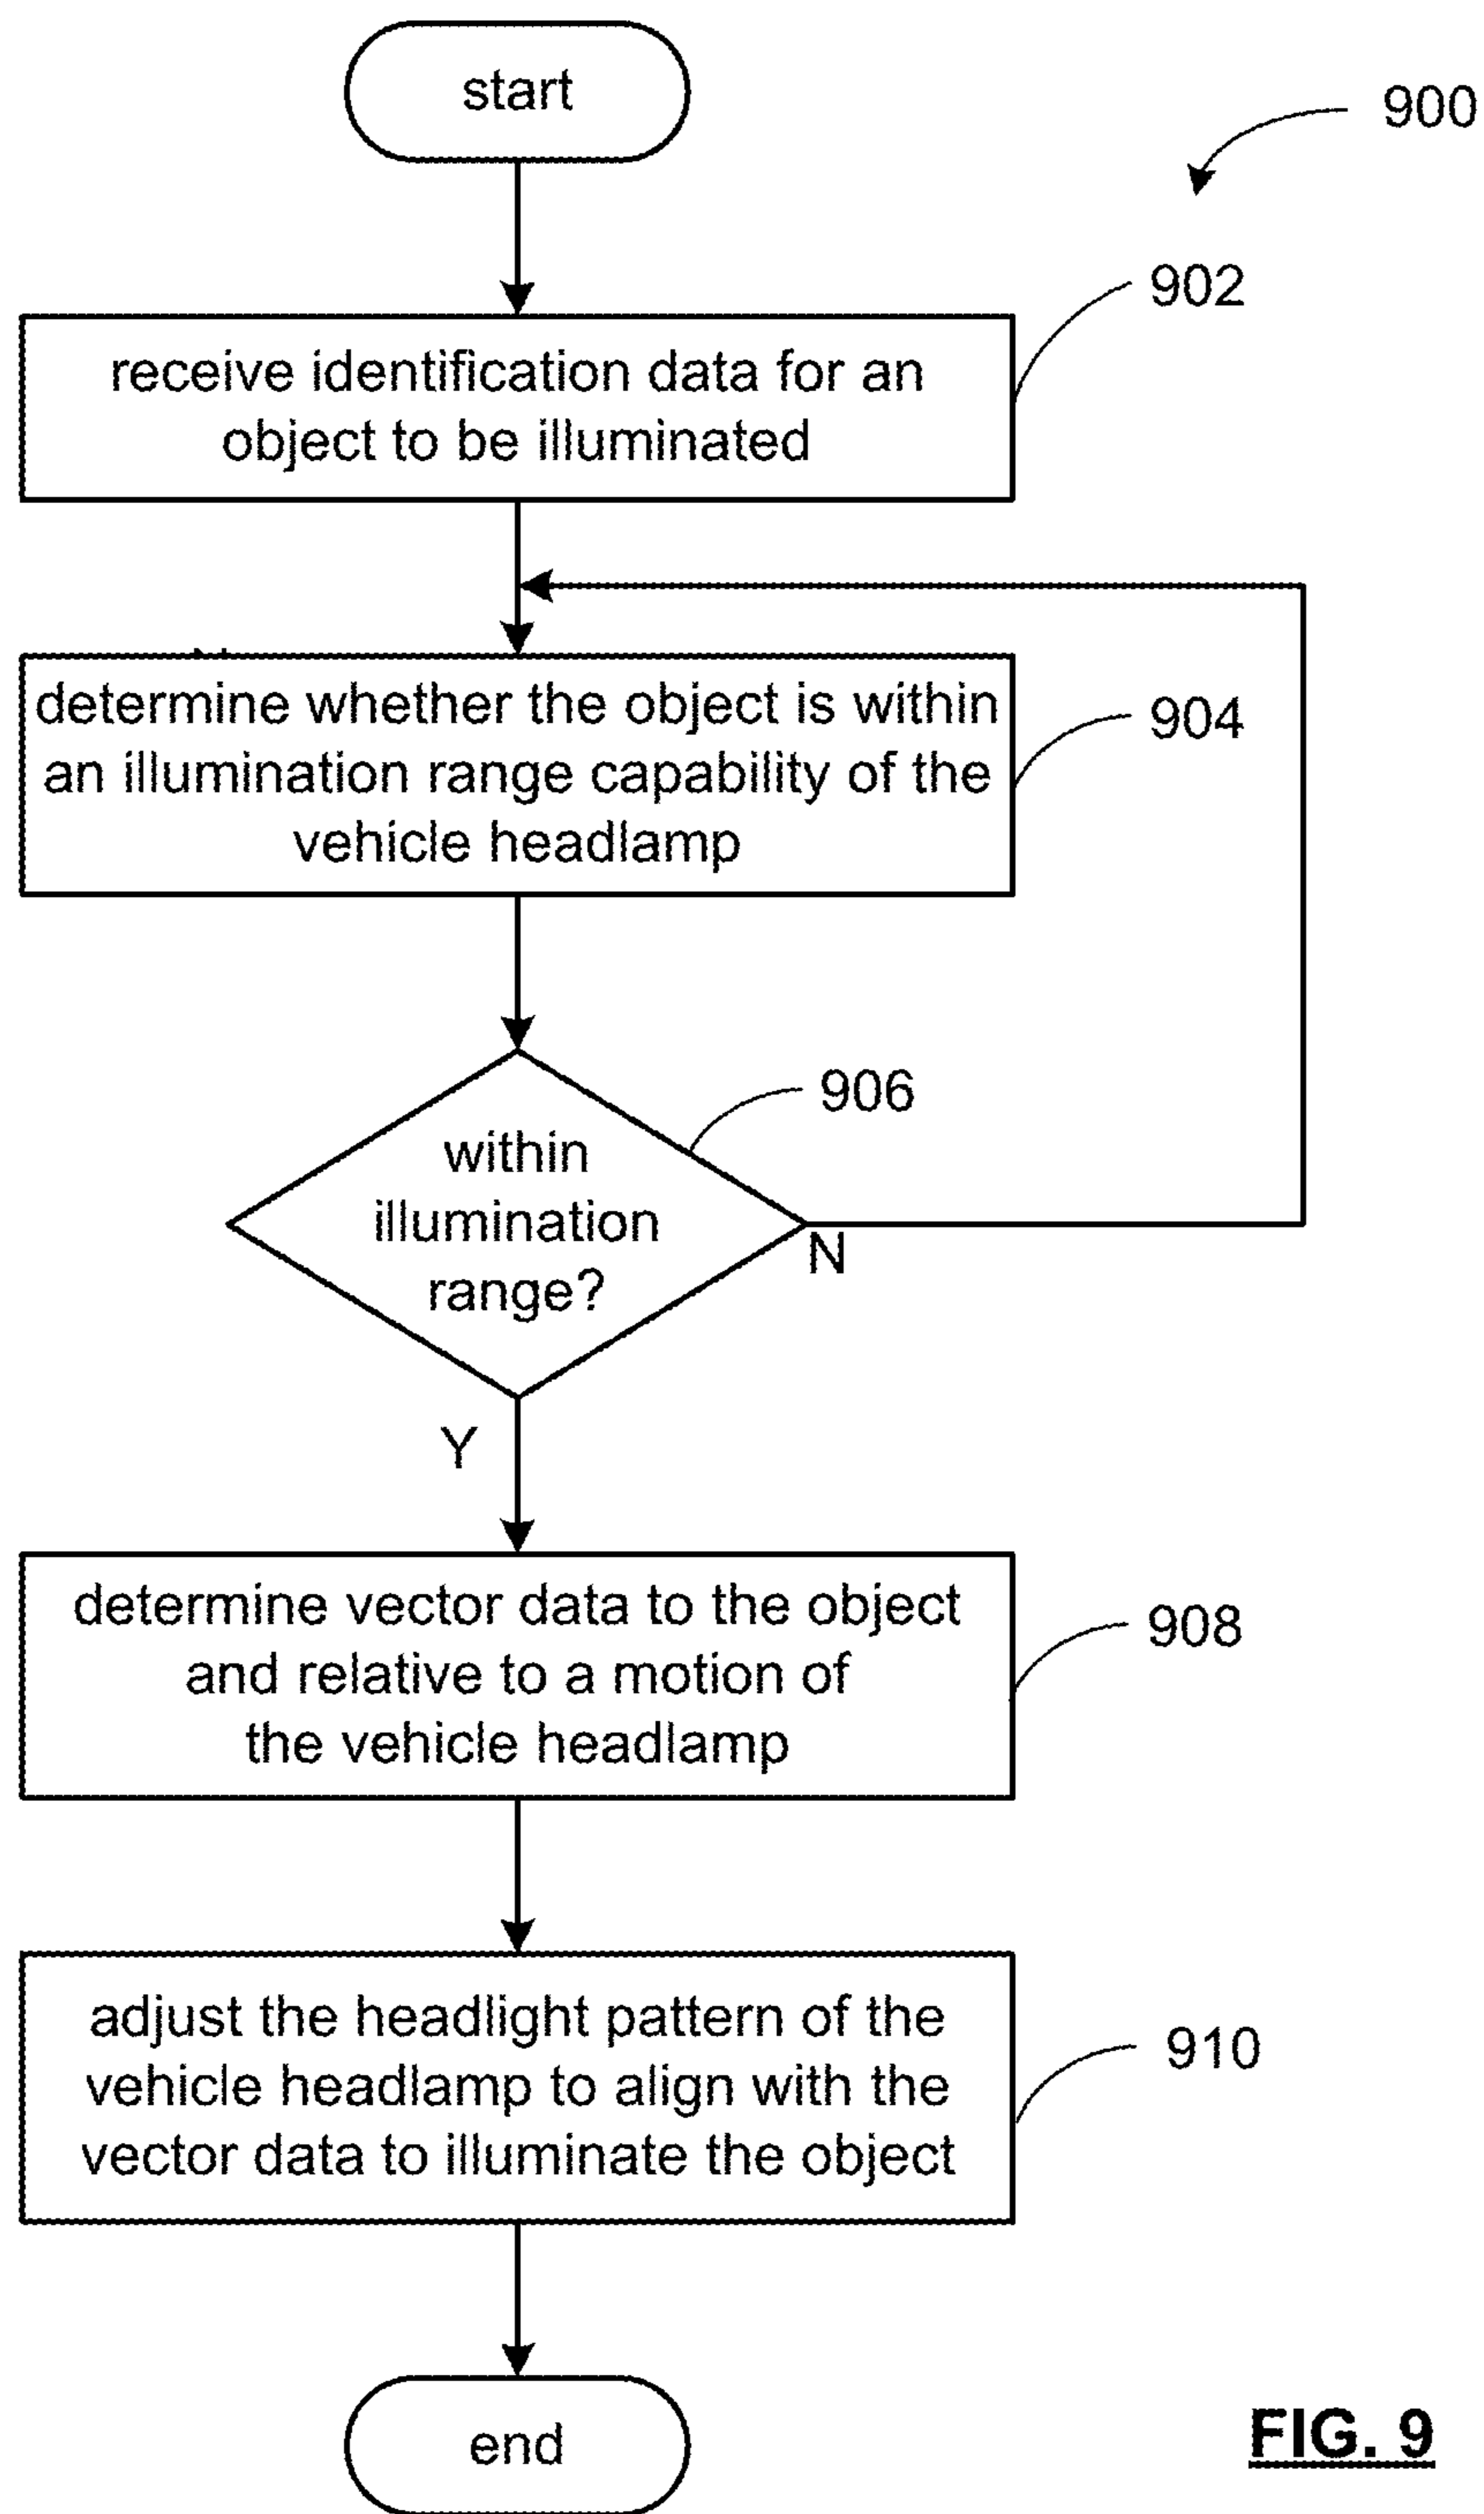 start
900
902
receive identification data for an
object to be illuminated
determine whether the object is within
an illumination range capability of the
vehicle headlamp
904
906
within
illumination
range?
N
Y
determine vector data to the object
and relative to a motion of
the vehicle headlamp
908
adjust the headlight pattern of the
vehicle headlamp to align with the
vector data to illuminate the object
910
end
FIG. 9